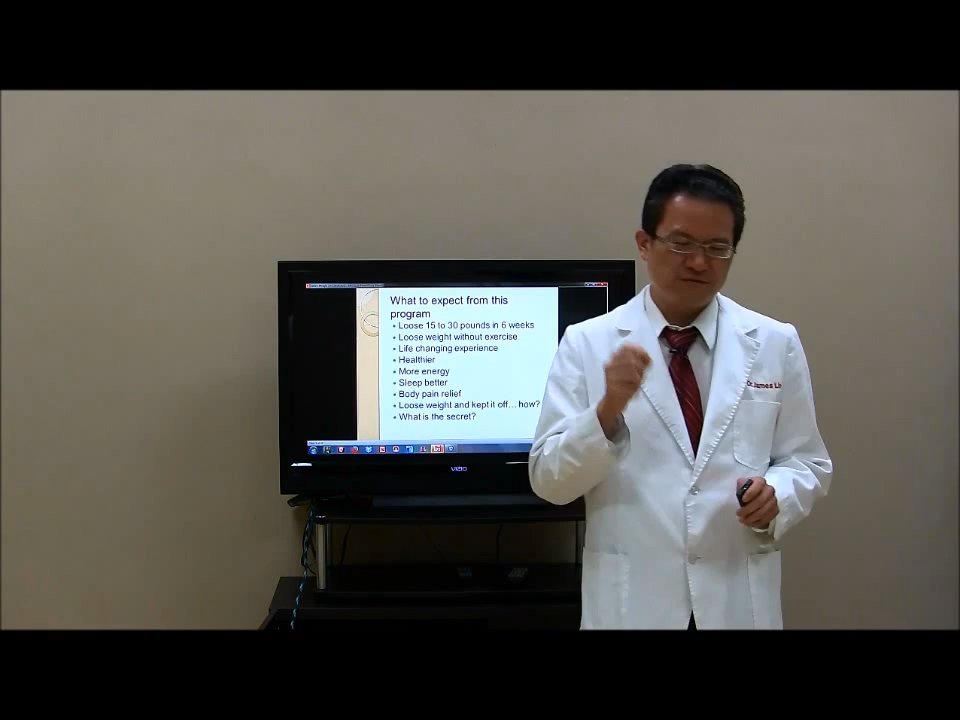 What to expect from this
program
• Loose 15 to 30 pounds in 6 weeks
• Loose weight without exercise
• Life changing experience
• Healthier
• More energy
• Sleep better
• Body pain relief
• Loose weight and kept it off... how?
• What is the secret?
VIZIO
Dr.James